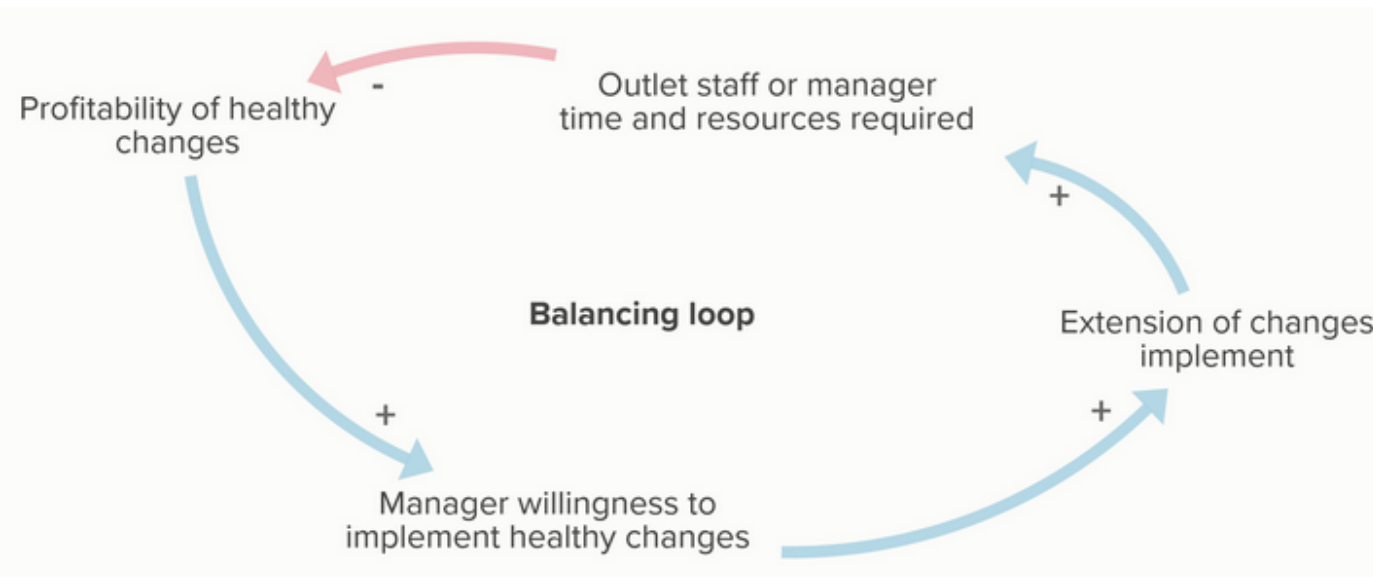 Outlet staff or manager
time and resources required
-
Profitability of healthy
changes
+
Balancing loop
Extension of changes
implement
+
+
Manager willingness to
implement healthy changes